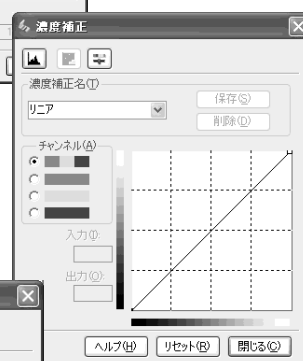 濃度補正
濃度補正名(T)
リニア
保存(S)
削除(D)
チャンネル(A)
入力(I):
出力(O):
ヘルプ(H)
リセット(R)
閉じる(C)